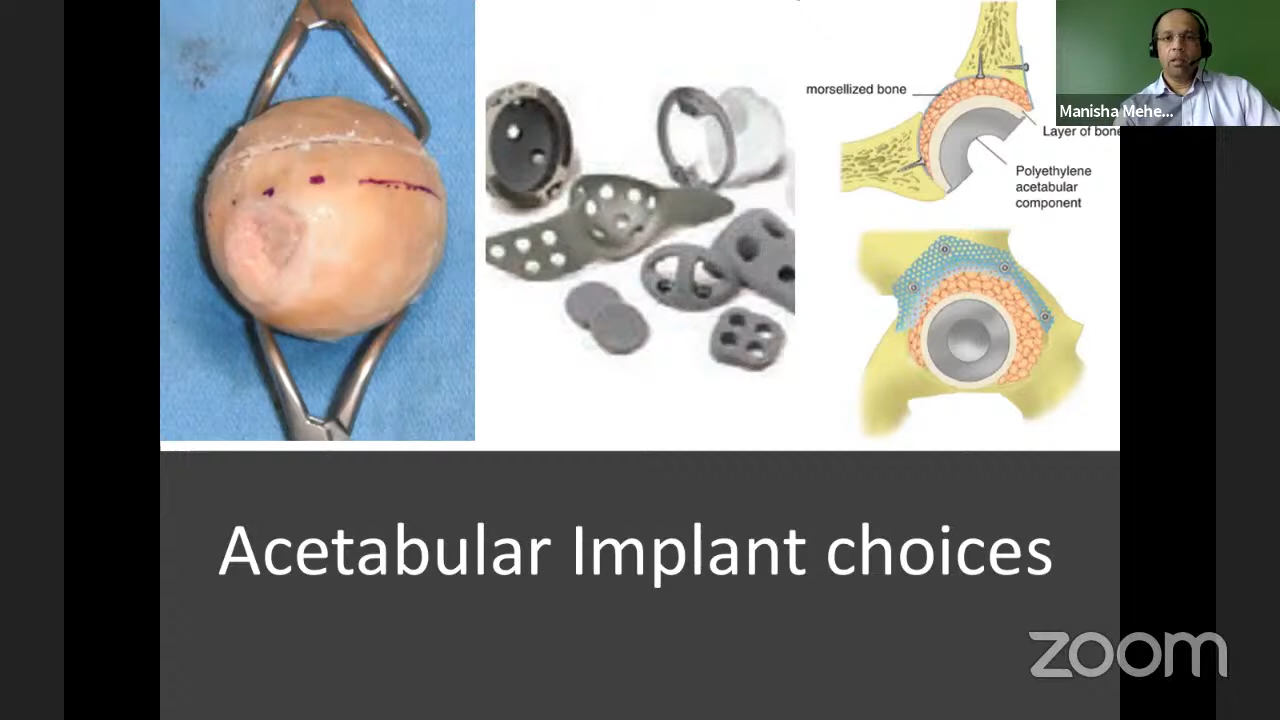 morsellized bone
Manisha Mehe...
Layer of bone
Polyethylene
acetabular
component
Acetabular Implant choices
zoom